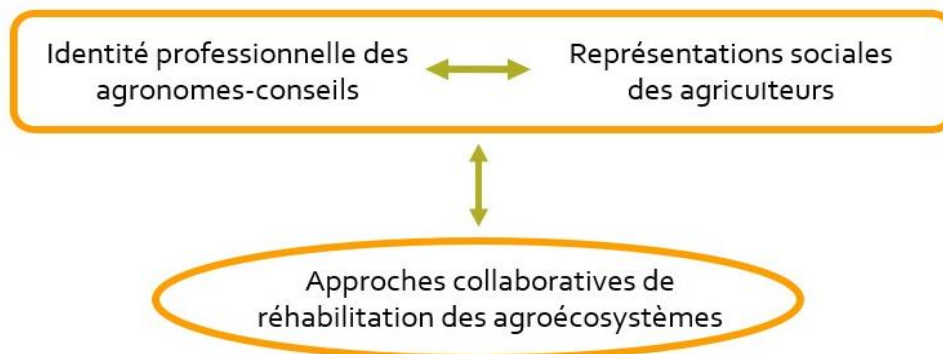 Identité professionnelle des
agronomes-conseils
Représentations sociales
des agriculteurs
Approches collaboratives de
réhabilitation des agroécosystèmes